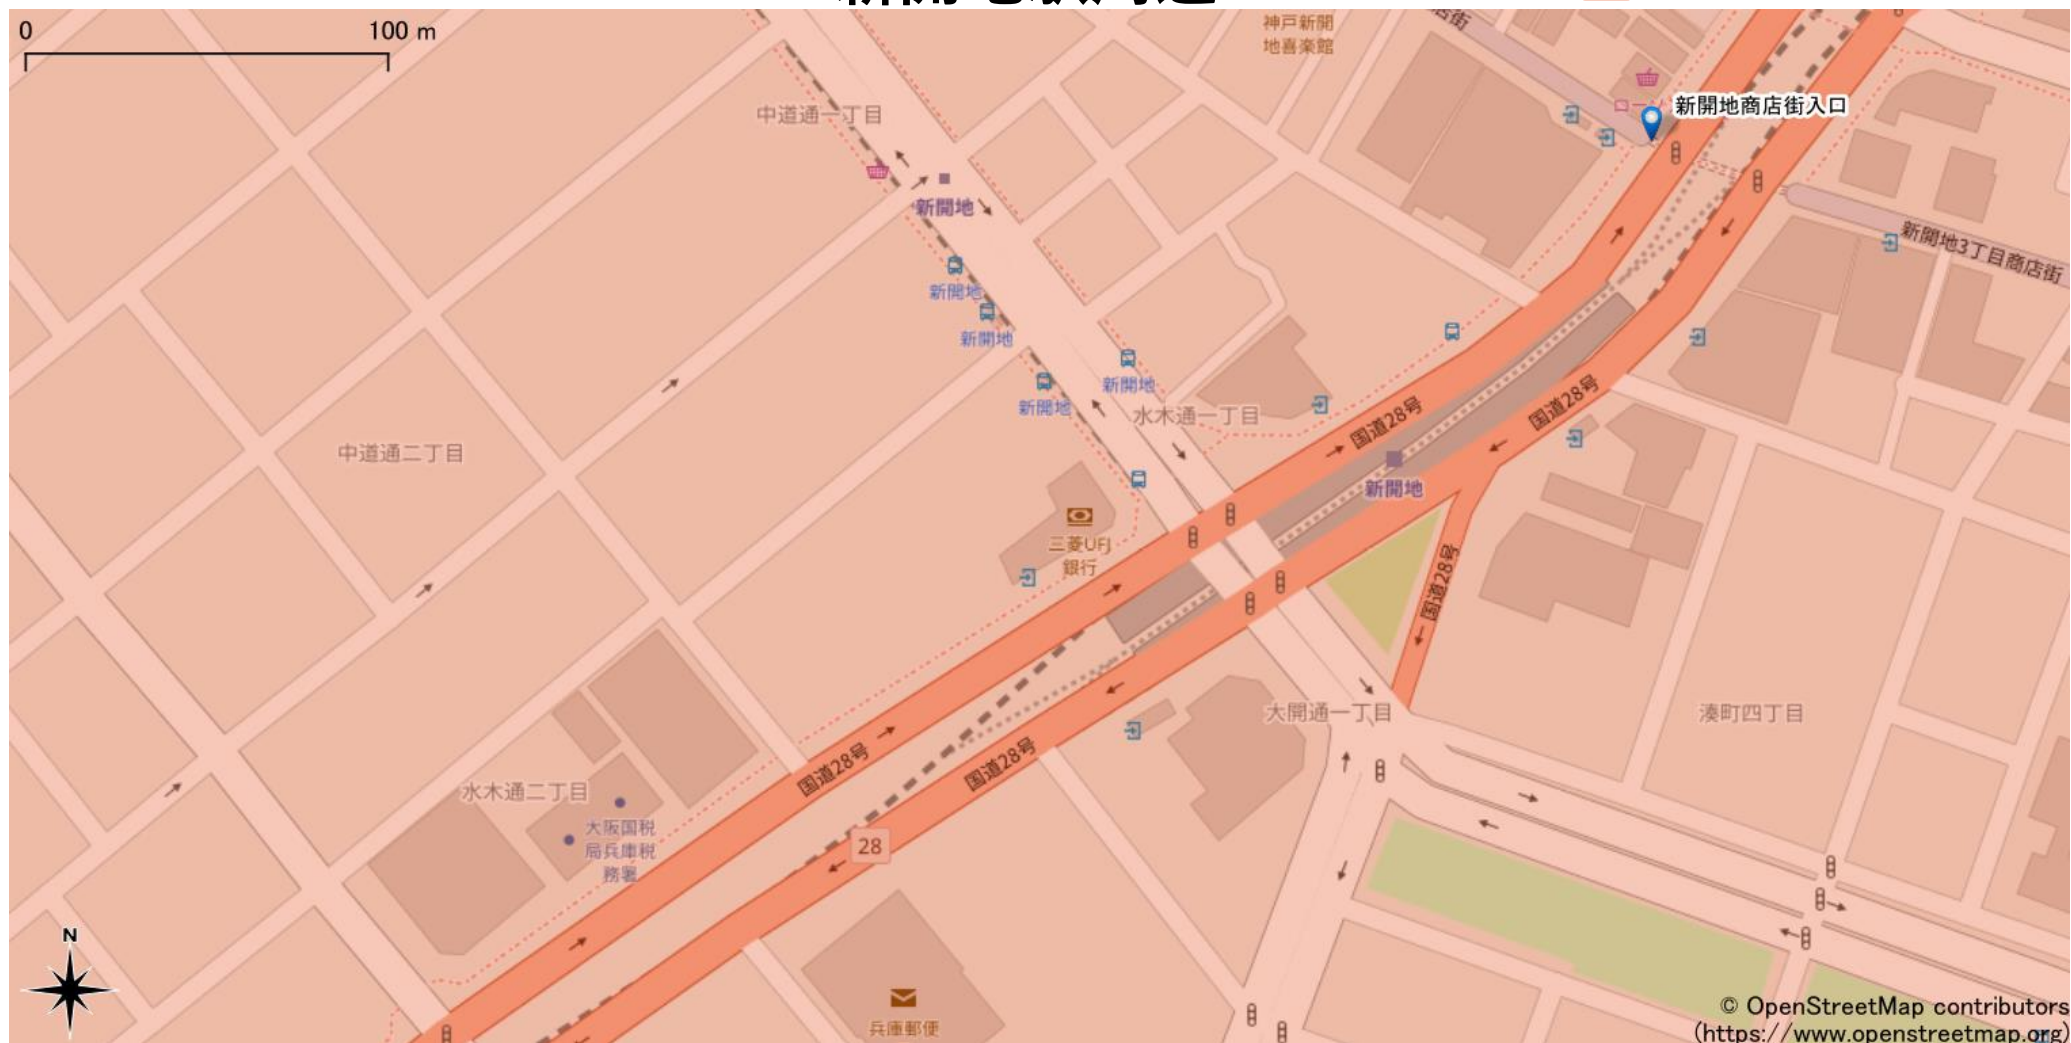 0 100 m
店街
神戸新開
地喜楽館
新開地商店街入口
中道通一丁目
新開地
新開地3丁目商店街
新開地
新開地
新開地
新開地
水木通一丁目
国道28号
国道28号
中道通二丁目
新開地
三菱UFJ
銀行
国道28号
大開通一丁目
湊町四丁目
国道28号
国道28号
水木通二丁目
大阪国税
局兵庫税
務署
28
N
兵庫郵便
© OpenStreetMap contributors
(https://www.openstreetmap.org)